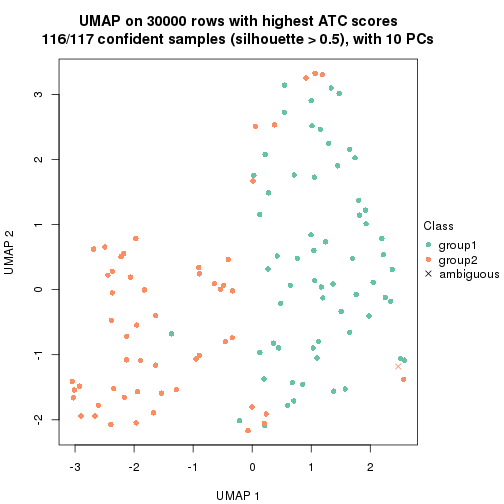 UMAP on 30000 rows with highest ATC scores
116/117 confident samples (silhouette > 0.5), with 10 PCs
3
2
1
0
-1
-2
UMAP 2
-3
-2
-1
0
1
2
UMAP 1
Class
group1
group2
ambiguous